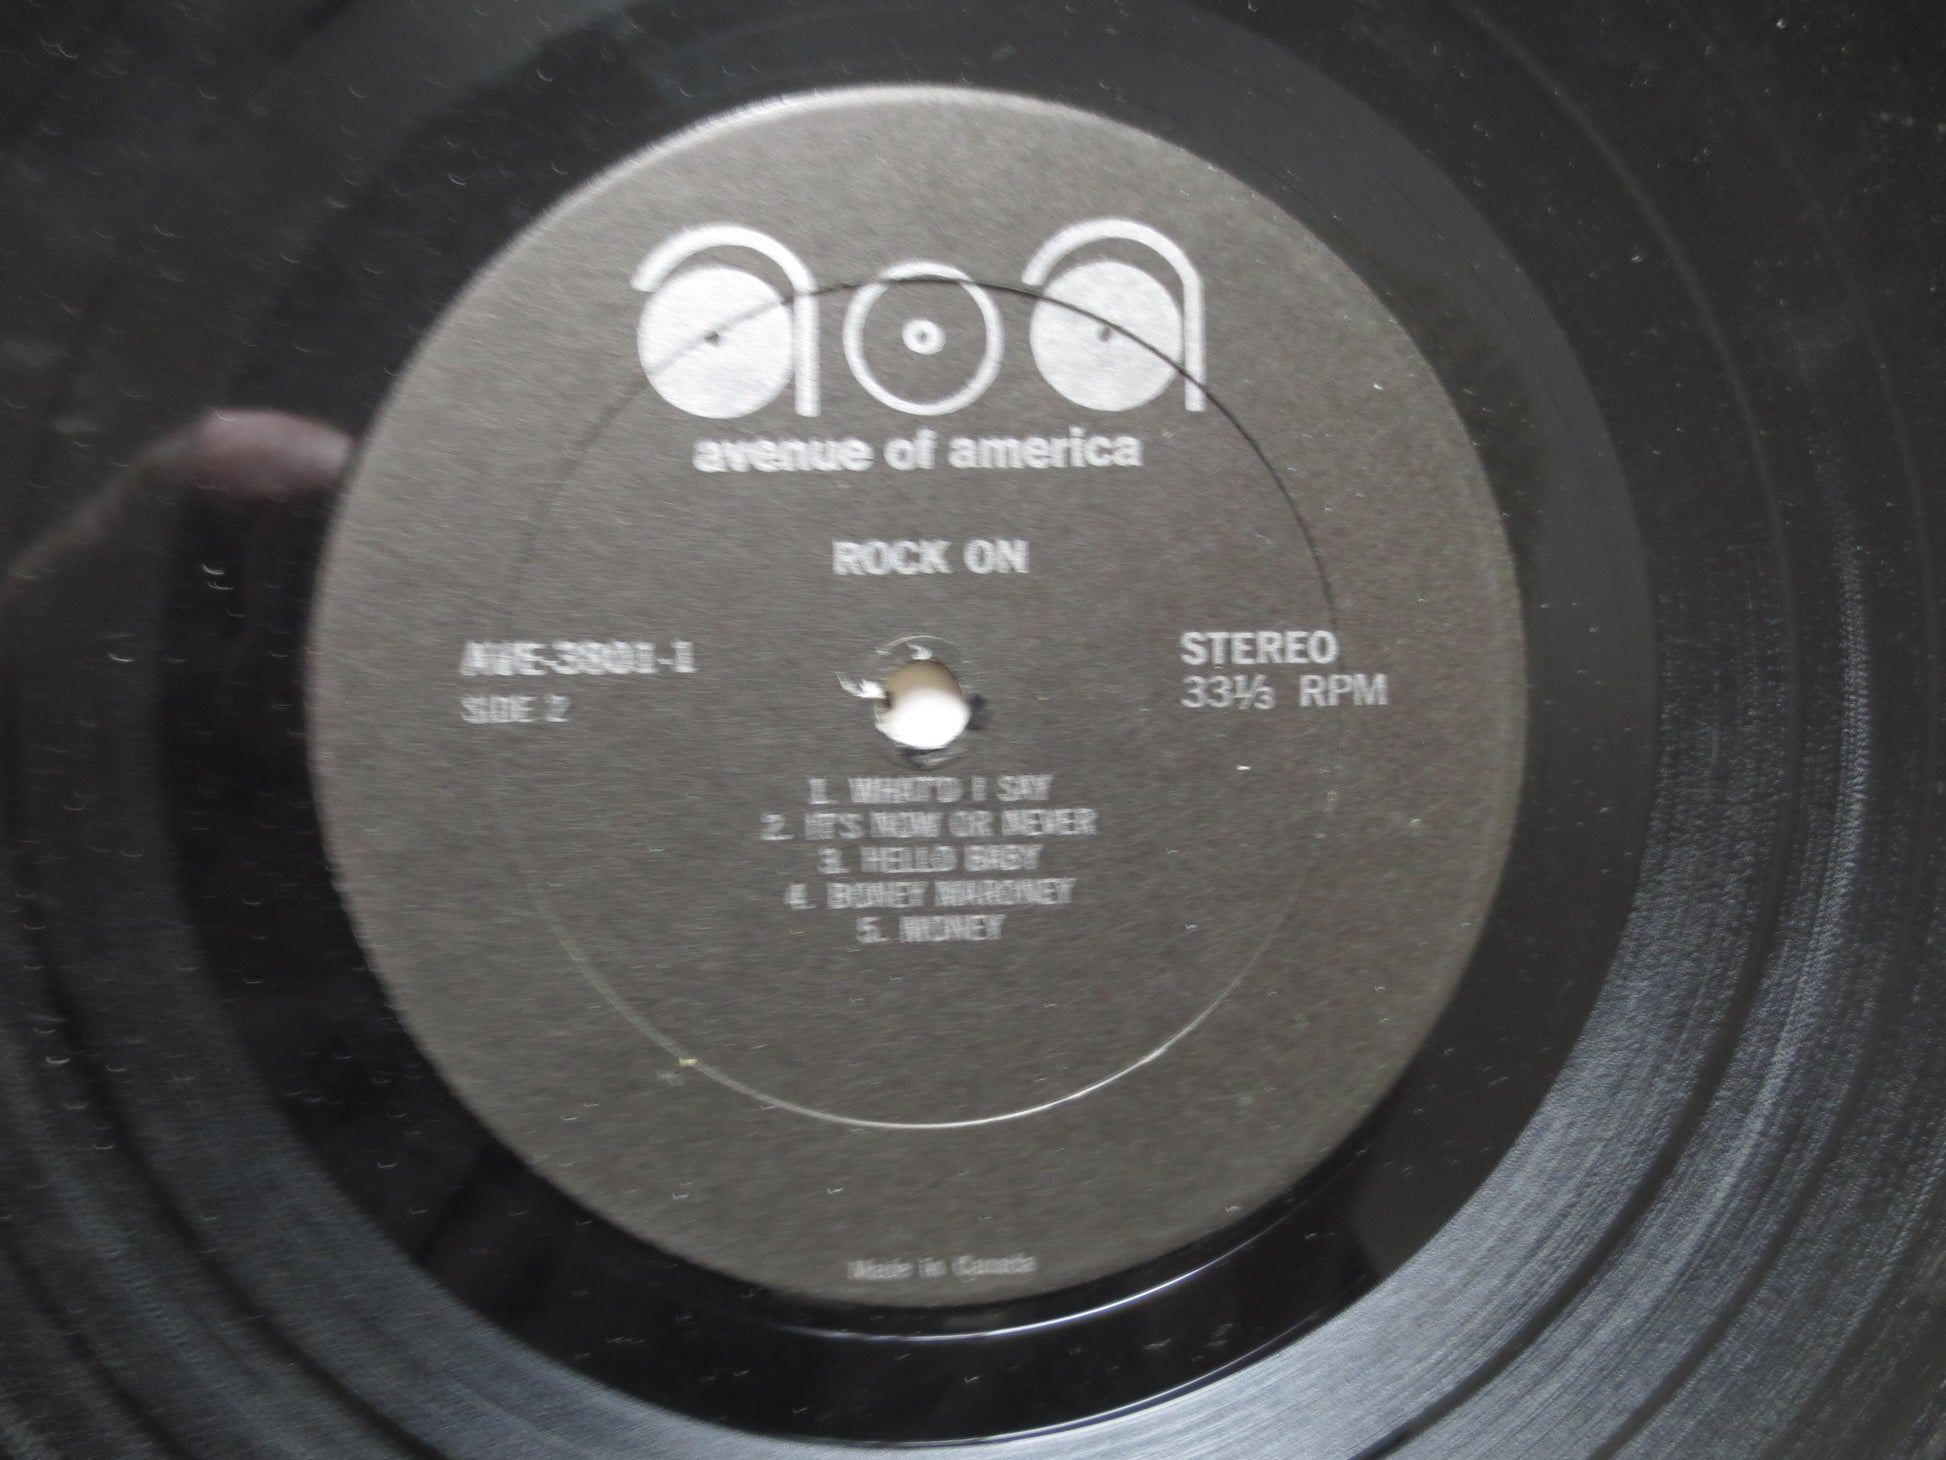 aoa
avenue of america
ROCK ON
AVE-3801-1
SIDE 2
STEREO
33⅓ RPM
1. WHAT'D I SAY
2. IT'S NOW OR NEVER
3. HELLO BABY
4. BONEY MARONEY
5. MONEY
Made in Canada